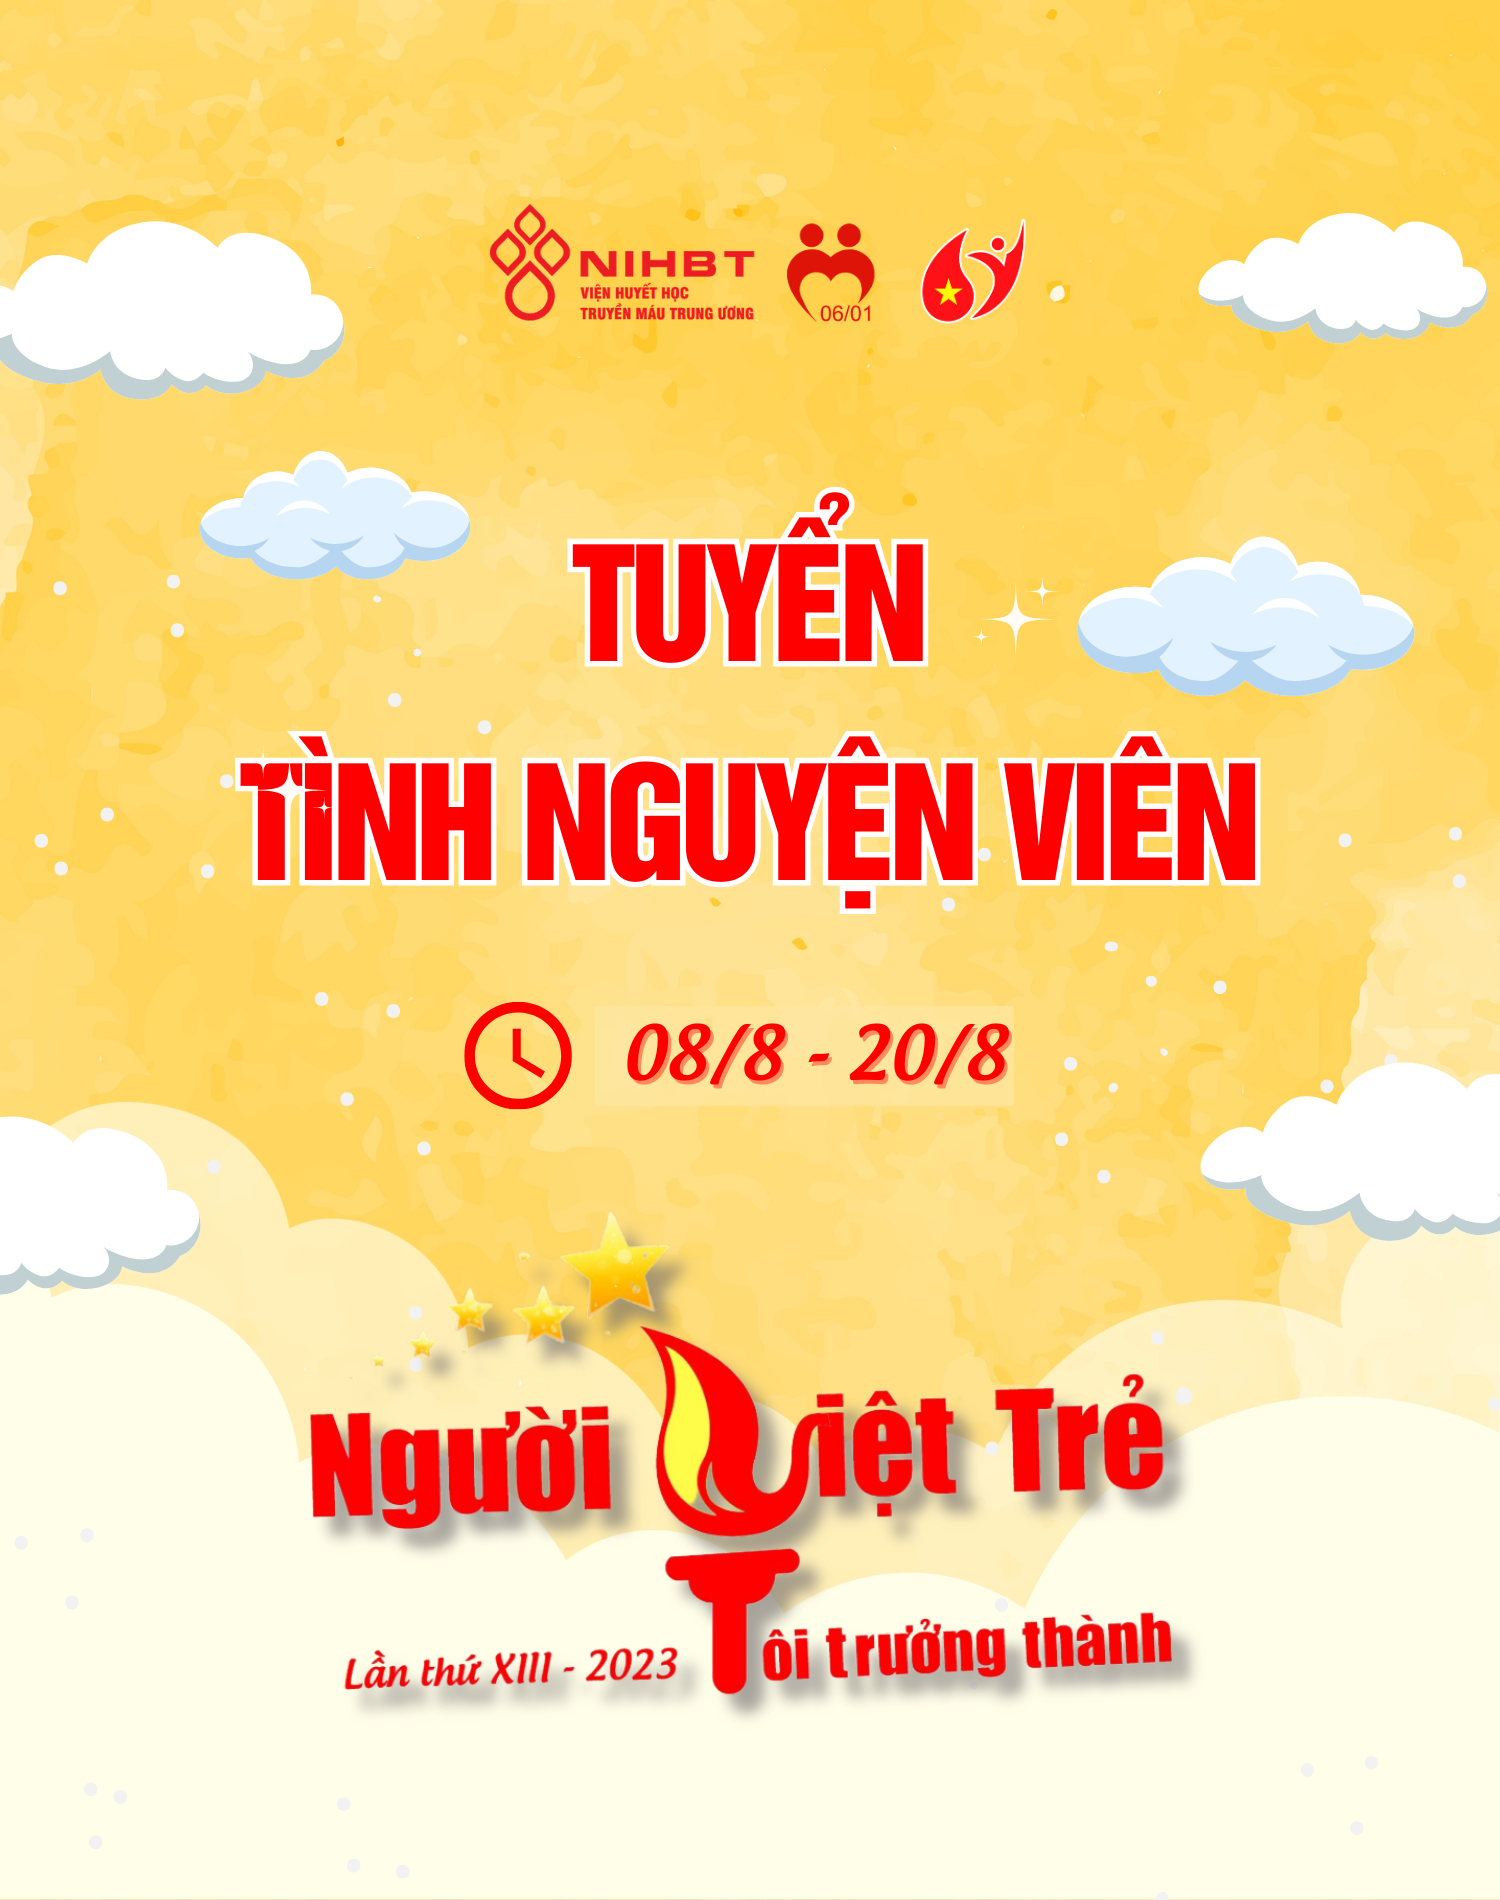 NIHBT
VIỆN HUYẾT HỌC
TRUYỀN MÁU TRUNG ƯƠNG
06/01
TUYỂN
TÌNH NGUYỆN VIÊN
08/8 - 20/8
Người Việt Trẻ
Tôi trưởng thành
Lần thứ XIII - 2023